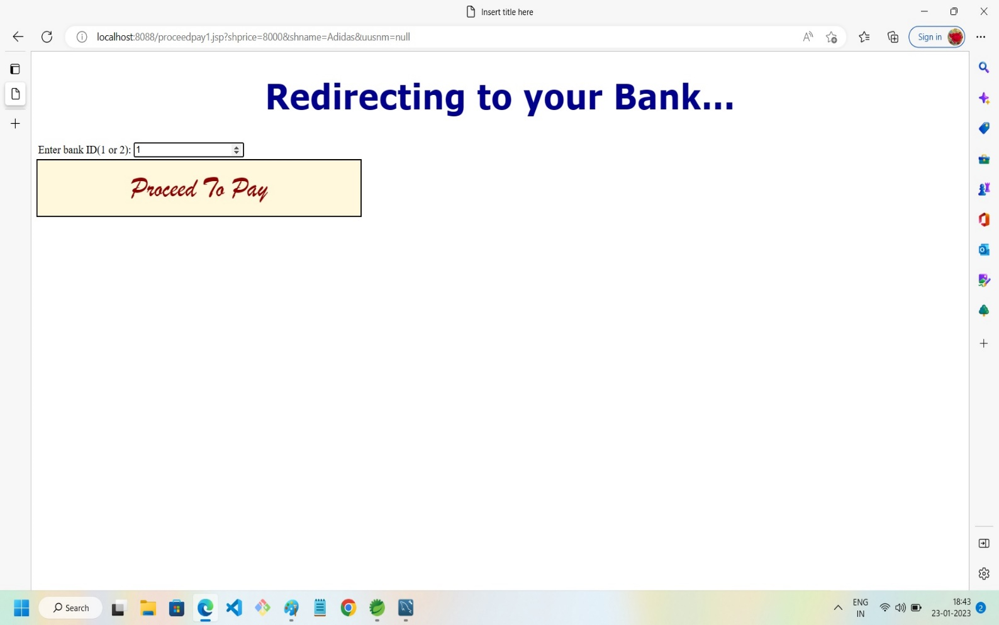 Insert title here
localhost:8088/proceedpay1.jsp?shprice=8000&shname=Adidas&uusnm=null
Sign in
Redirecting to your Bank...
Enter bank ID(1 or 2): 1
Proceed To Pay
Search
ENG
IN
18:43
23-01-2023
2